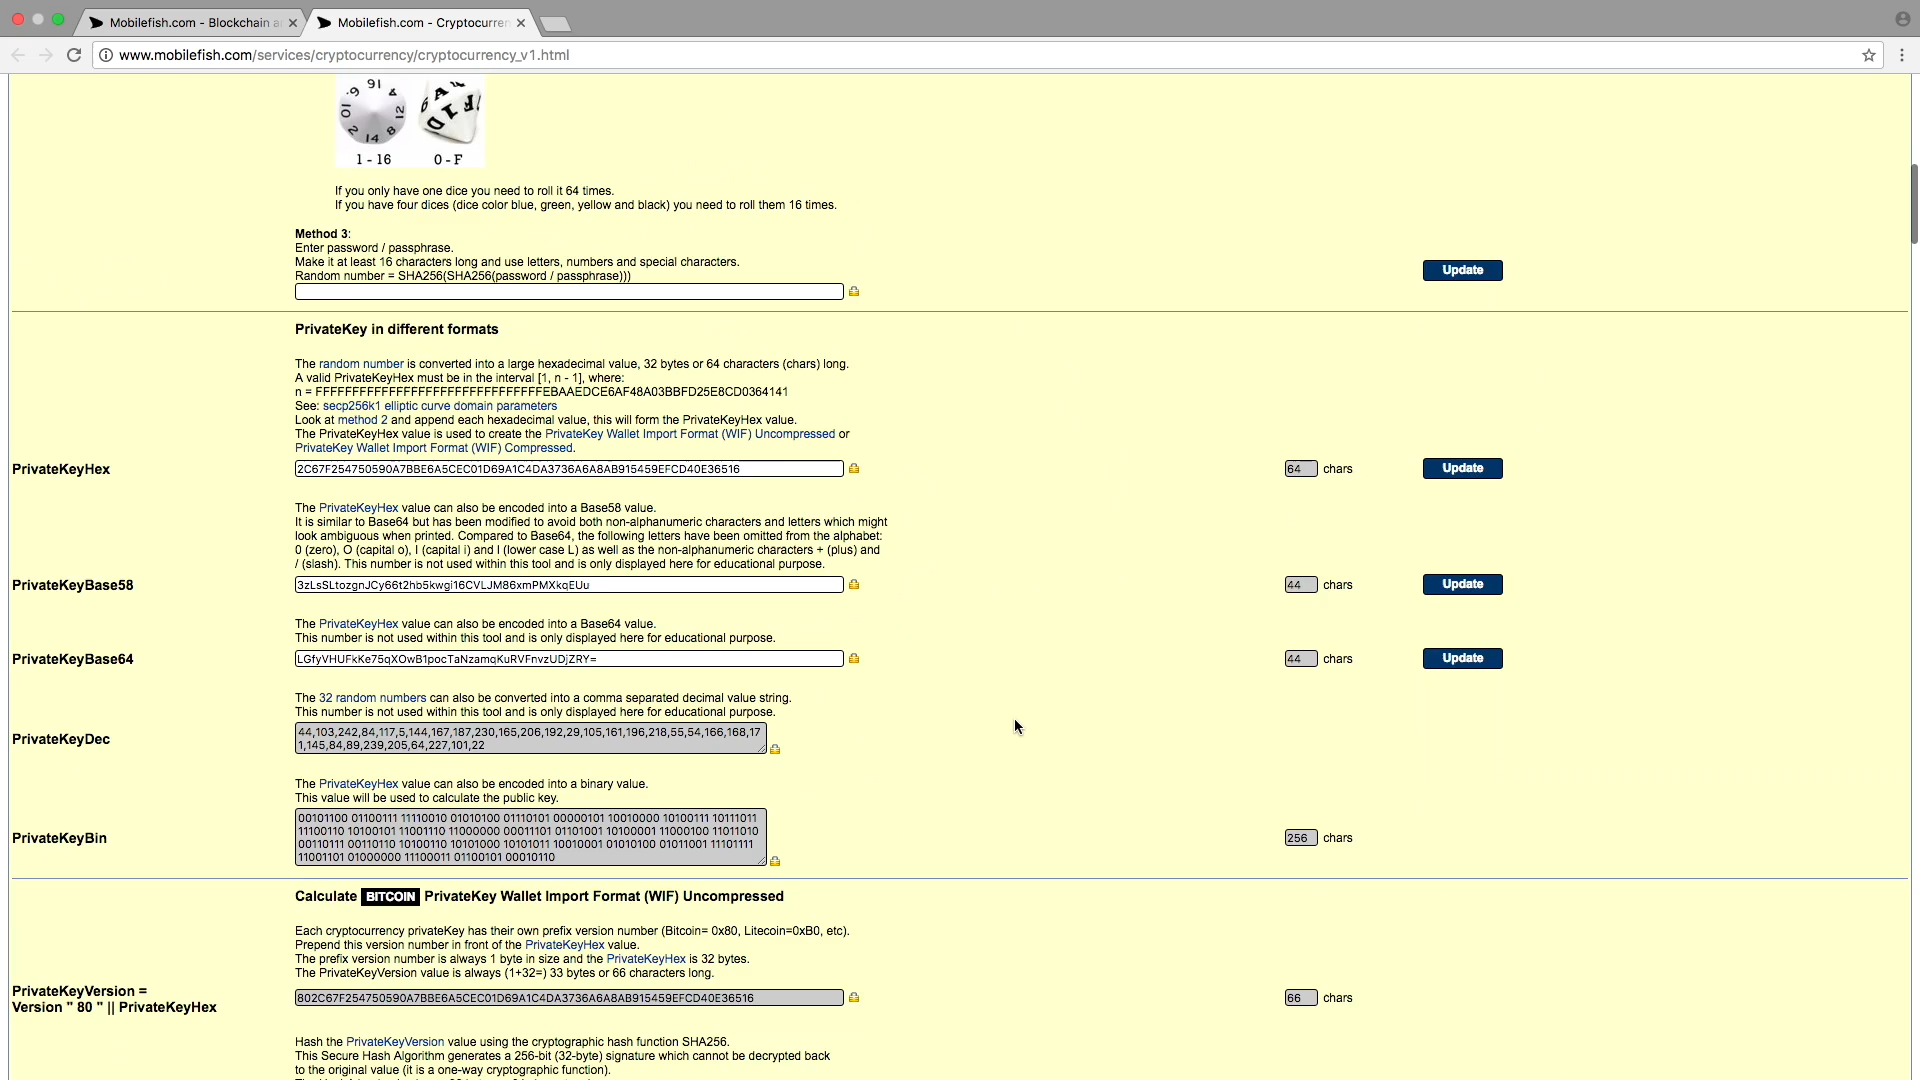 Mobilefish.com - Blockchain a
Mobilefish.com - Cryptocurren
www.mobilefish.com/services/cryptocurrency/cryptocurrency_v1.html
1 - 16
0 - F
If you only have one dice you need to roll it 64 times.
If you have four dices (dice color blue, green, yellow and black) you need to roll them 16 times.
Method 3:
Enter password / passphrase.
Make it at least 16 characters long and use letters, numbers and special characters.
Random number = SHA256(SHA256(password / passphrase)))
Update
PrivateKey in different formats
The random number is converted into a large hexadecimal value, 32 bytes or 64 characters (chars) long.
A valid PrivateKeyHex must be in the interval [1, n - 1], where:
n = FFFFFFFFFFFFFFFFFFFFFFFFFFFFFFFEBAAEDCE6AF48A03BBFD25E8CD0364141
See: secp256k1 elliptic curve domain parameters
Look at method 2 and append each hexadecimal value, this will form the PrivateKeyHex value.
The PrivateKeyHex value is used to create the PrivateKey Wallet Import Format (WIF) Uncompressed or
PrivateKey Wallet Import Format (WIF) Compressed.
PrivateKeyHex
2C67F254750590A7BBE6A5CEC01D69A1C4DA3736A6A8AB915459EFCD40E36516
64 chars
Update
The PrivateKeyHex value can also be encoded into a Base58 value.
It is similar to Base64 but has been modified to avoid both non-alphanumeric characters and letters which might
look ambiguous when printed. Compared to Base64, the following letters have been omitted from the alphabet:
0 (zero), O (capital o), I (capital i) and l (lower case L) as well as the non-alphanumeric characters + (plus) and
/ (slash). This number is not used within this tool and is only displayed here for educational purpose.
PrivateKeyBase58
3zLsSLtozgnJCy66t2hb5kwgi16CVLJM86xmPMXkqEUu
44 chars
Update
The PrivateKeyHex value can also be encoded into a Base64 value.
This number is not used within this tool and is only displayed here for educational purpose.
PrivateKeyBase64
LGfyVHUFkKe75qXOwB1pocTaNzamqKuRVFnvzUDjZRY=
44 chars
Update
The 32 random numbers can also be converted into a comma separated decimal value string.
This number is not used within this tool and is only displayed here for educational purpose.
PrivateKeyDec
44,103,242,84,117,5,144,167,187,230,165,206,192,29,105,161,196,218,55,54,166,168,17
1,145,84,89,239,205,64,227,101,22
The PrivateKeyHex value can also be encoded into a binary value.
This value will be used to calculate the public key.
PrivateKeyBin
00101100 01100111 11110010 01010100 01110101 00000101 10010000 10100111 10111011
11100110 10100101 11001110 11000000 00011101 01101001 10100001 11000100 11011010
00110111 00110110 10100110 10101000 10101011 10010001 01010100 01011001 11101111
11001101 01000000 11100011 01100101 00010110
256 chars
Calculate BITCOIN PrivateKey Wallet Import Format (WIF) Uncompressed
Each cryptocurrency privateKey has their own prefix version number (Bitcoin= 0x80, Litecoin=0xB0, etc).
Prepend this version number in front of the PrivateKeyHex value.
The prefix version number is always 1 byte in size and the PrivateKeyHex is 32 bytes.
The PrivateKeyVersion value is always (1+32=) 33 bytes or 66 characters long.
PrivateKeyVersion =
Version " 80 " || PrivateKeyHex
802C67F254750590A7BBE6A5CEC01D69A1C4DA3736A6A8AB915459EFCD40E36516
66 chars
Hash the PrivateKeyVersion value using the cryptographic hash function SHA256.
This Secure Hash Algorithm generates a 256-bit (32-byte) signature which cannot be decrypted back
to the original value (it is a one-way cryptographic function).